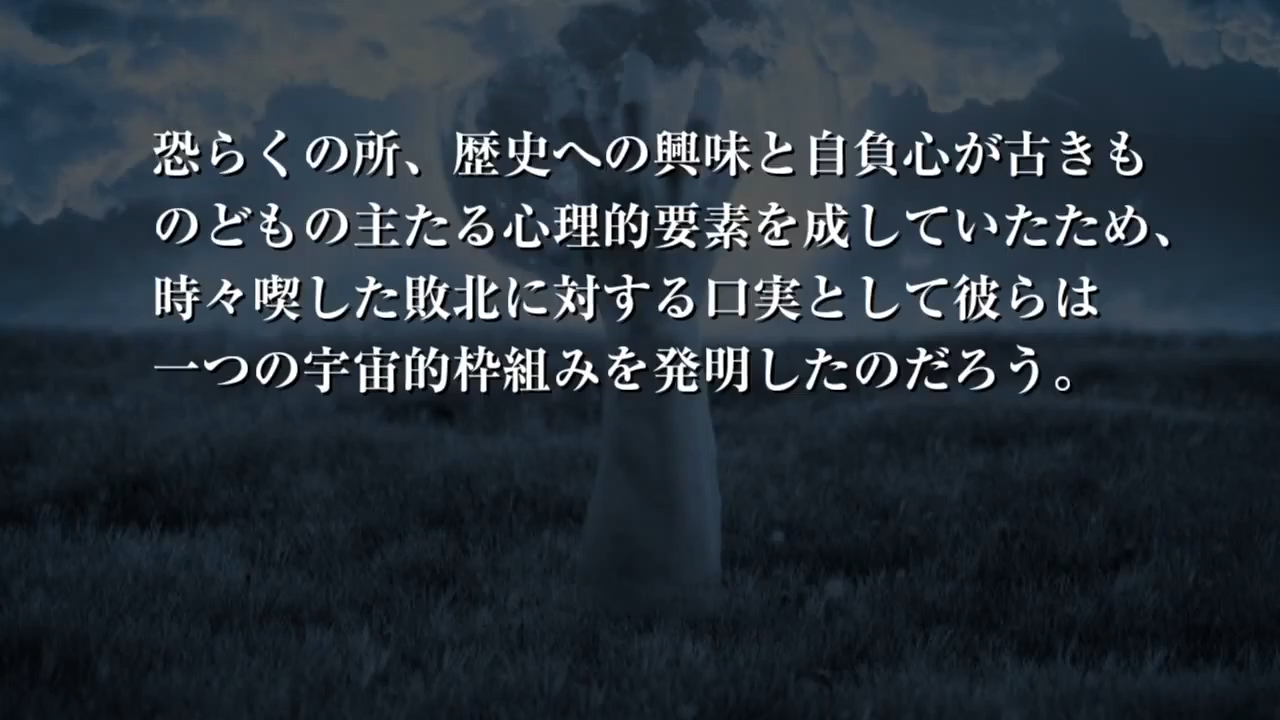 恐らくの所、歴史への興味と自負心が古きも
のどもの主たる心理的要素を成していたため、
時々喫した敗北に対する口実として彼らは
一つの宇宙的枠組みを発明したのだろう。